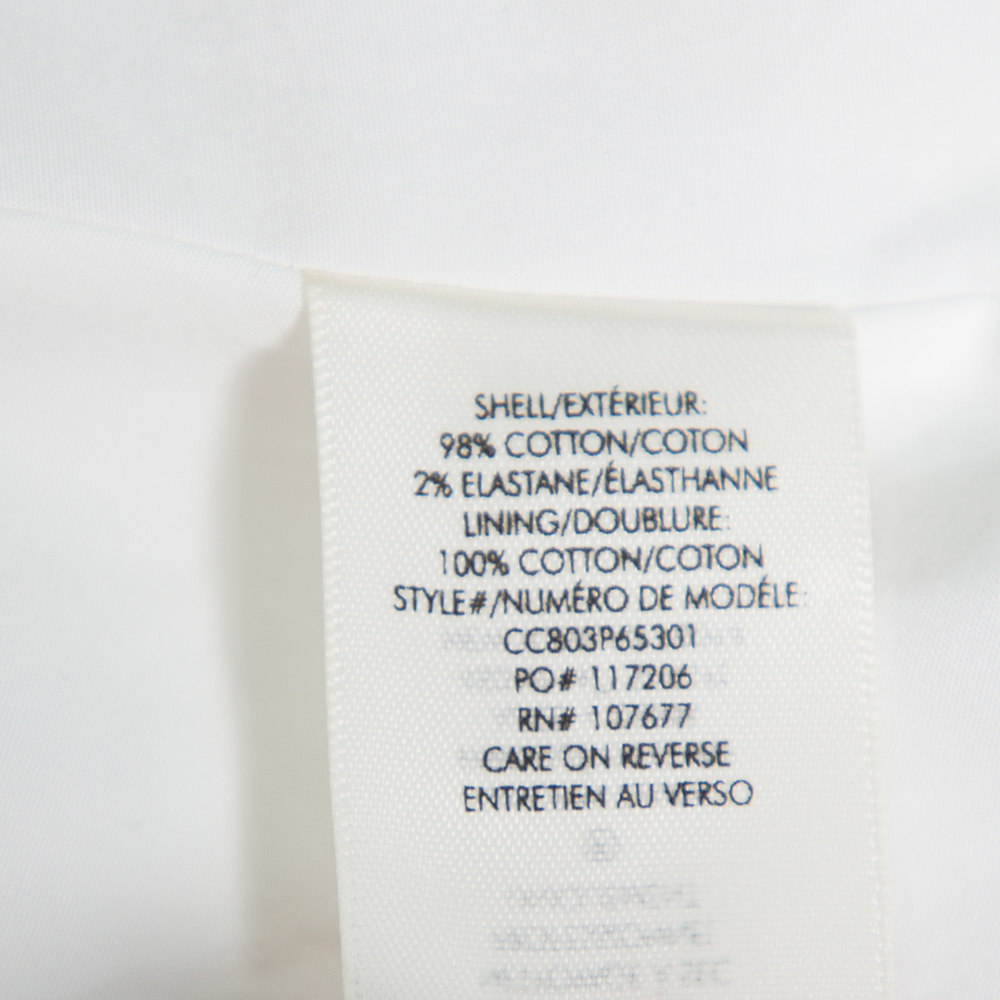 SHELL/EXTÉRIEUR:
98% COTTON/COTON
2% ELASTANE/ÉLASTHANNE
LINING/DOUBLURE:
100% COTTON/COTON
STYLE#/NUMÉRO DE MODÉLE:
CC803P65301
PO# 117206
RN# 107677
CARE ON REVERSE
ENTRETIEN AU VERSO